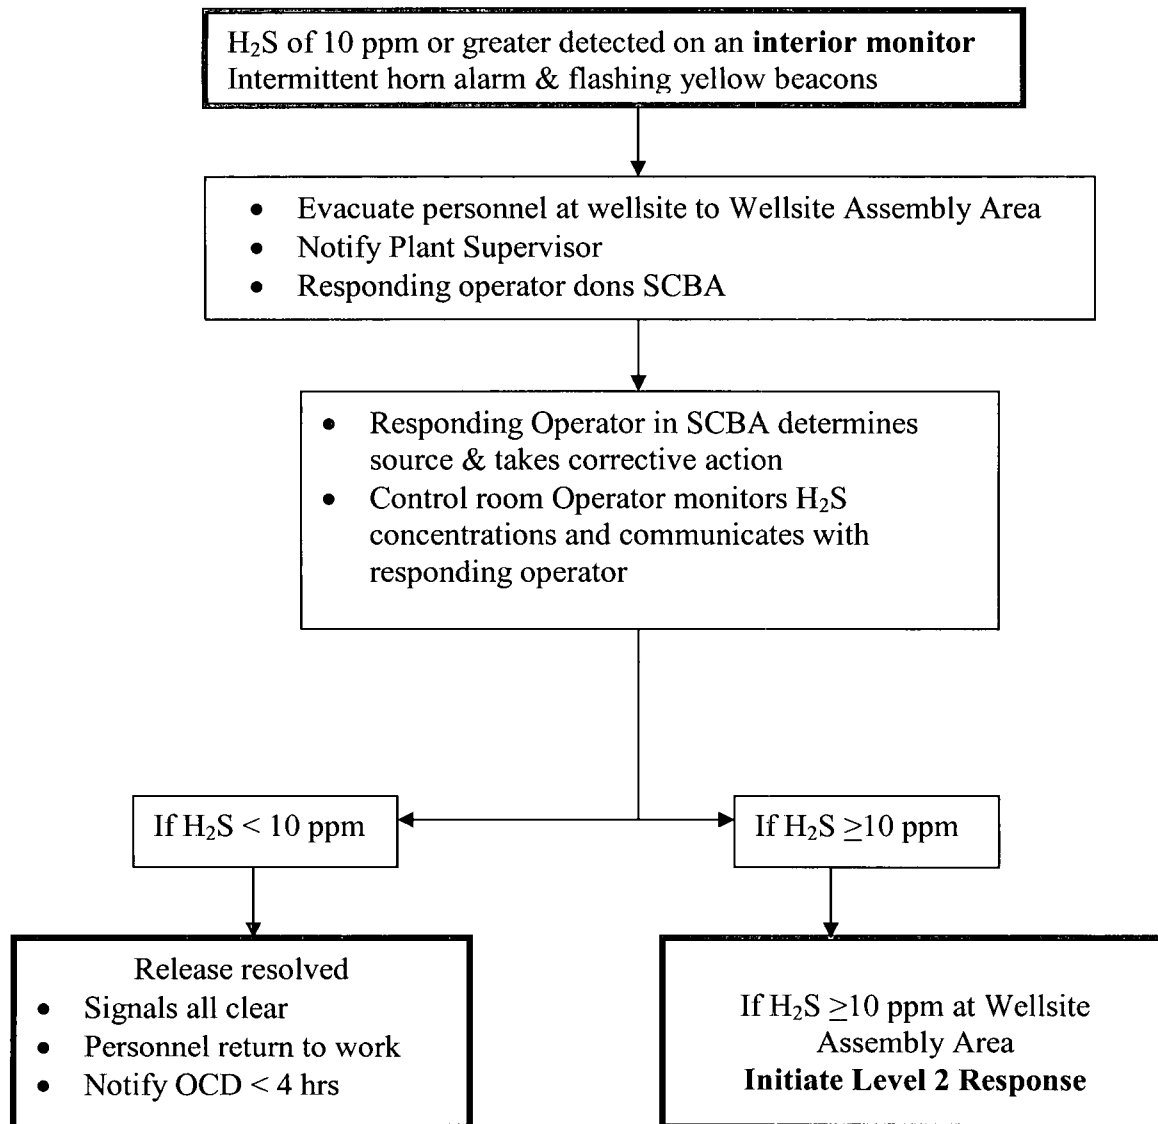 H₂S of 10 ppm or greater detected on an interior monitor
Intermittent horn alarm & flashing yellow beacons
• Evacuate personnel at wellsite to Wellsite Assembly Area
• Notify Plant Supervisor
• Responding operator dons SCBA
• Responding Operator in SCBA determines
source & takes corrective action
• Control room Operator monitors H₂S
concentrations and communicates with
responding operator
If H₂S < 10 ppm
If H₂S ≥10 ppm
Release resolved
• Signals all clear
• Personnel return to work
• Notify OCD < 4 hrs
If H₂S ≥10 ppm at Wellsite
Assembly Area
Initiate Level 2 Response